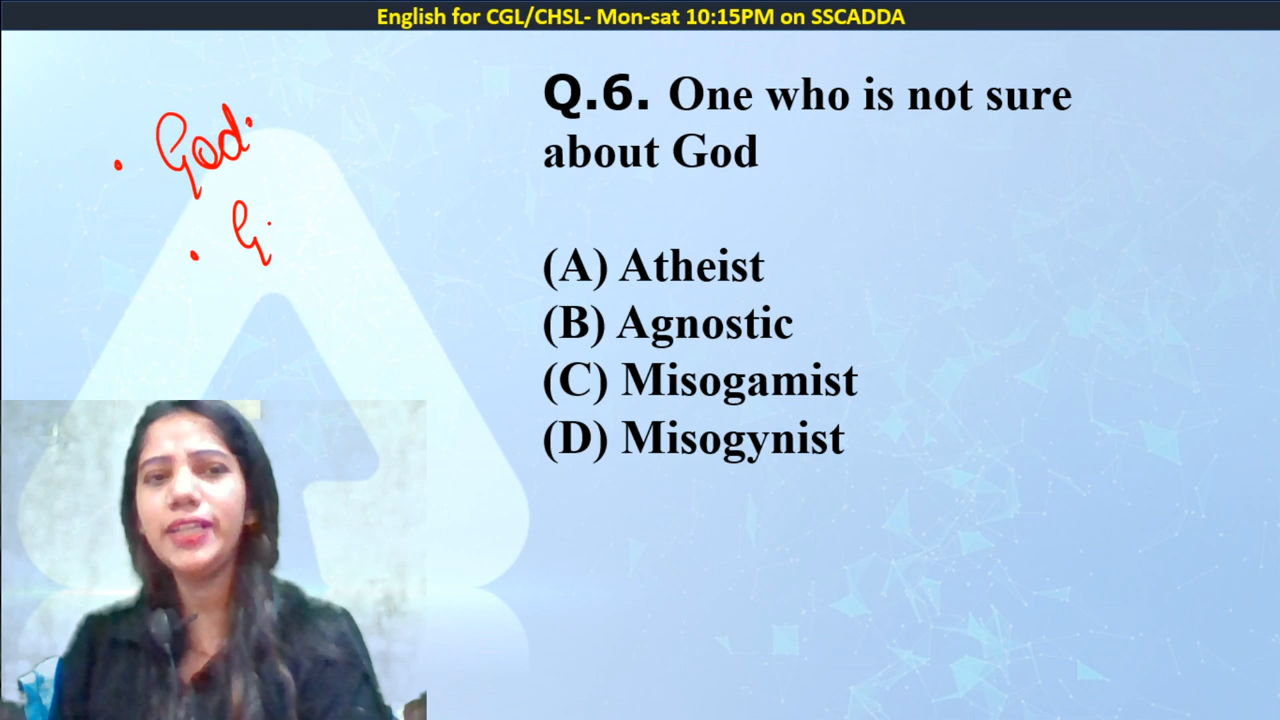 English for CGL/CHSL- Mon-sat 10:15PM on SSCADDA
God
G
Q.6. One who is not sure
about God
(A) Atheist
(B) Agnostic
(C) Misogamist
(D) Misogynist